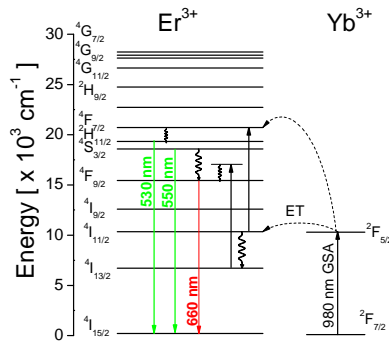 Er³⁺ Yb³⁺
Energy [ x 10³ cm⁻¹ ]
35
30
25
20
15
10
5
0
⁴G₇/₂
⁴G₉/₂
⁴G₁₁/₂
²H₉/₂
⁴F₇/₂
²H₁₁/₂
⁴S₃/₂
⁴F₉/₂
⁴I₉/₂
⁴I₁₁/₂
⁴I₁₃/₂
⁴I₁₅/₂
530 nm
550 nm
660 nm
ET
980 nm GSA
²F₅/₂
²F₇/₂